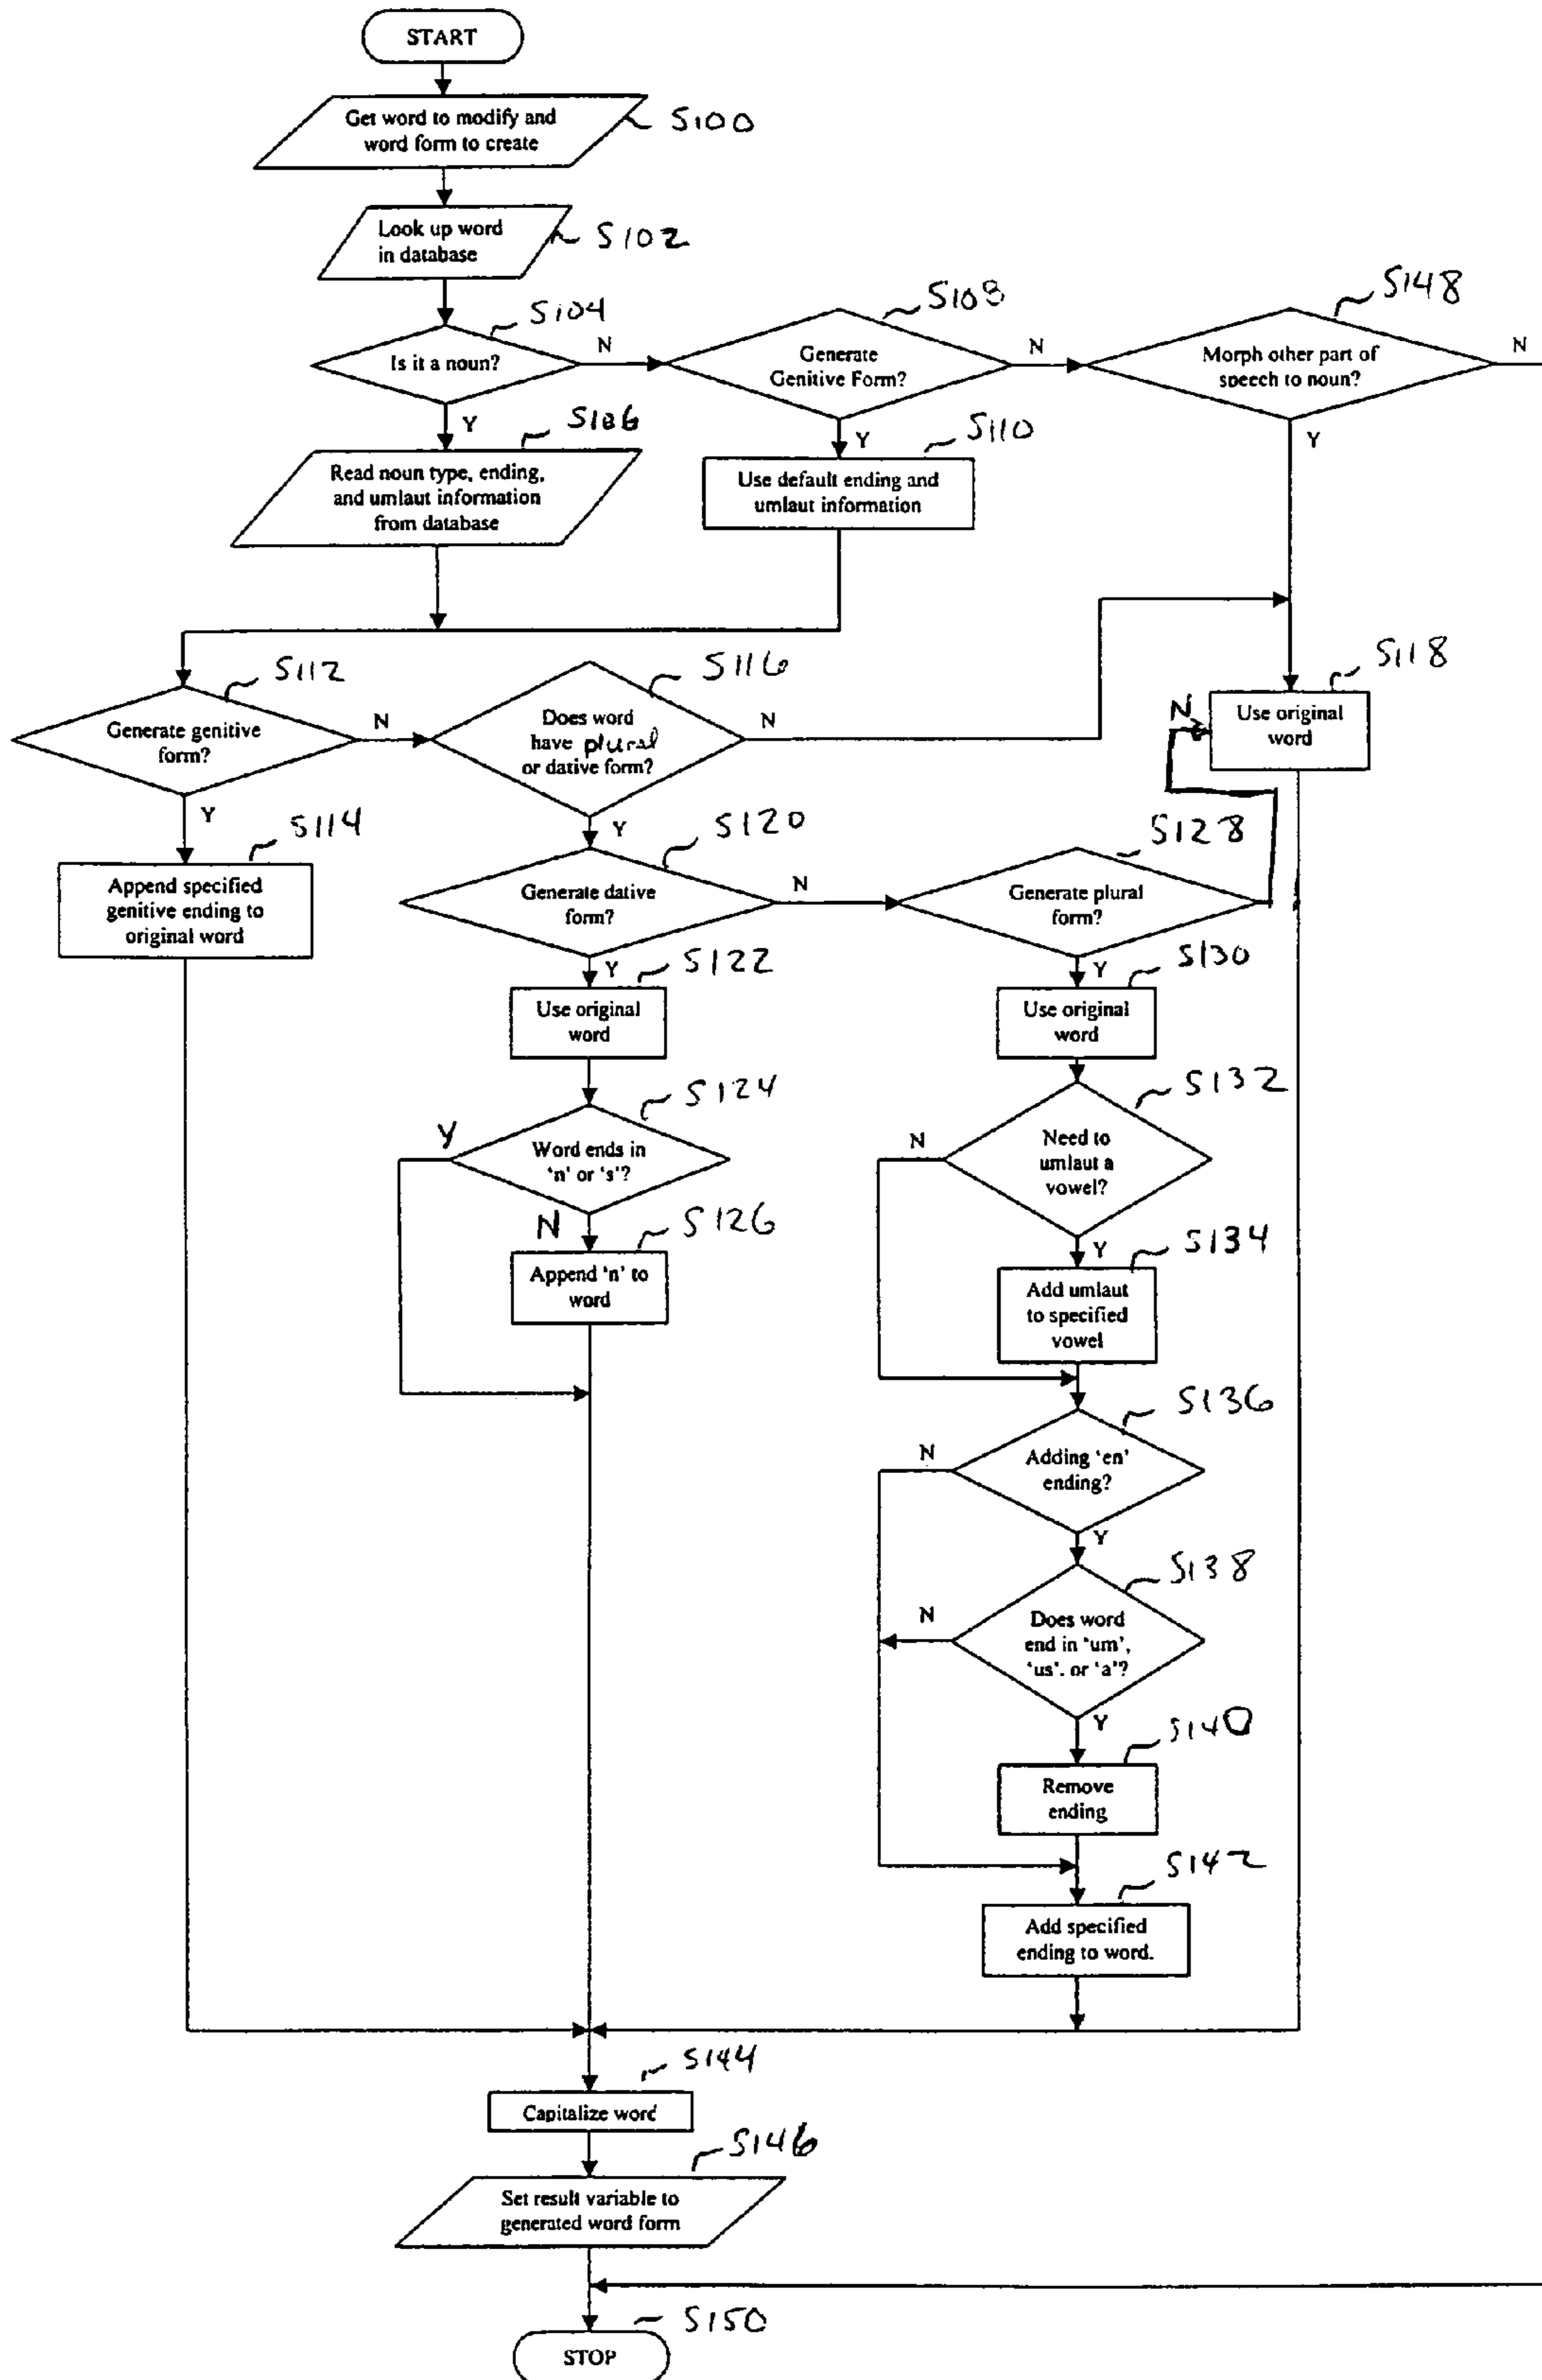 START
Get word to modify and
word form to create
S100
Look up word
in database
S102
S104
Is it a noun?
N
S108
Generate
Genitive Form?
N
S148
Morph other part of
speech to noun?
N
Y
S106
Read noun type, ending,
and umlaut information
from database
Y
S110
Use default ending and
umlaut information
Y
S112
Generate genitive
form?
N
S116
Does word
have plural
or dative form?
N
S118
N
Use original
word
Y
S114
Append specified
genitive ending to
original word
Y
S120
Generate dative
form?
N
S128
Generate plural
form?
Y
S122
Use original
word
Y
S130
Use original
word
S124
Y
Word ends in
'n' or 's'?
N
S126
Append 'n' to
word
S132
N
Need to
umlaut a
vowel?
Y
S134
Add umlaut
to specified
vowel
S136
N
Adding 'en'
ending?
Y
S138
N
Does word
end in 'um',
'us'. or 'a'?
Y
S140
Remove
ending
S142
Add specified
ending to word.
S144
Capitalize word
S146
Set result variable to
generated word form
S150
STOP